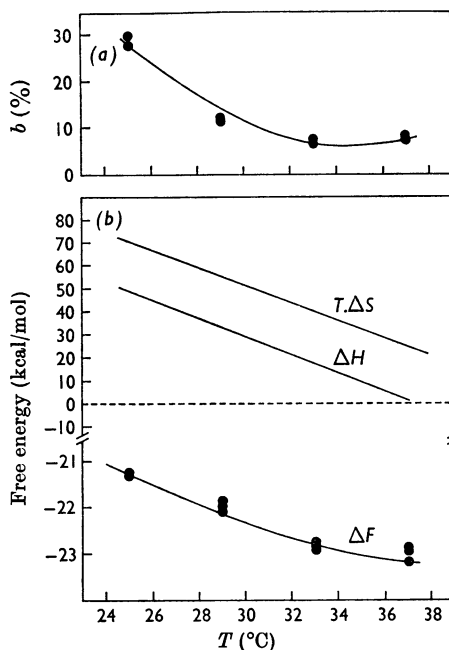 30
(a)
20
10
0
b (%)
(b)
80
70
60
50
40
30
20
10
0
−10
−21
−22
−23
Free energy (kcal/mol)
T.ΔS
ΔH
ΔF
24 26 28 30 32 34 36 38
T (°C)